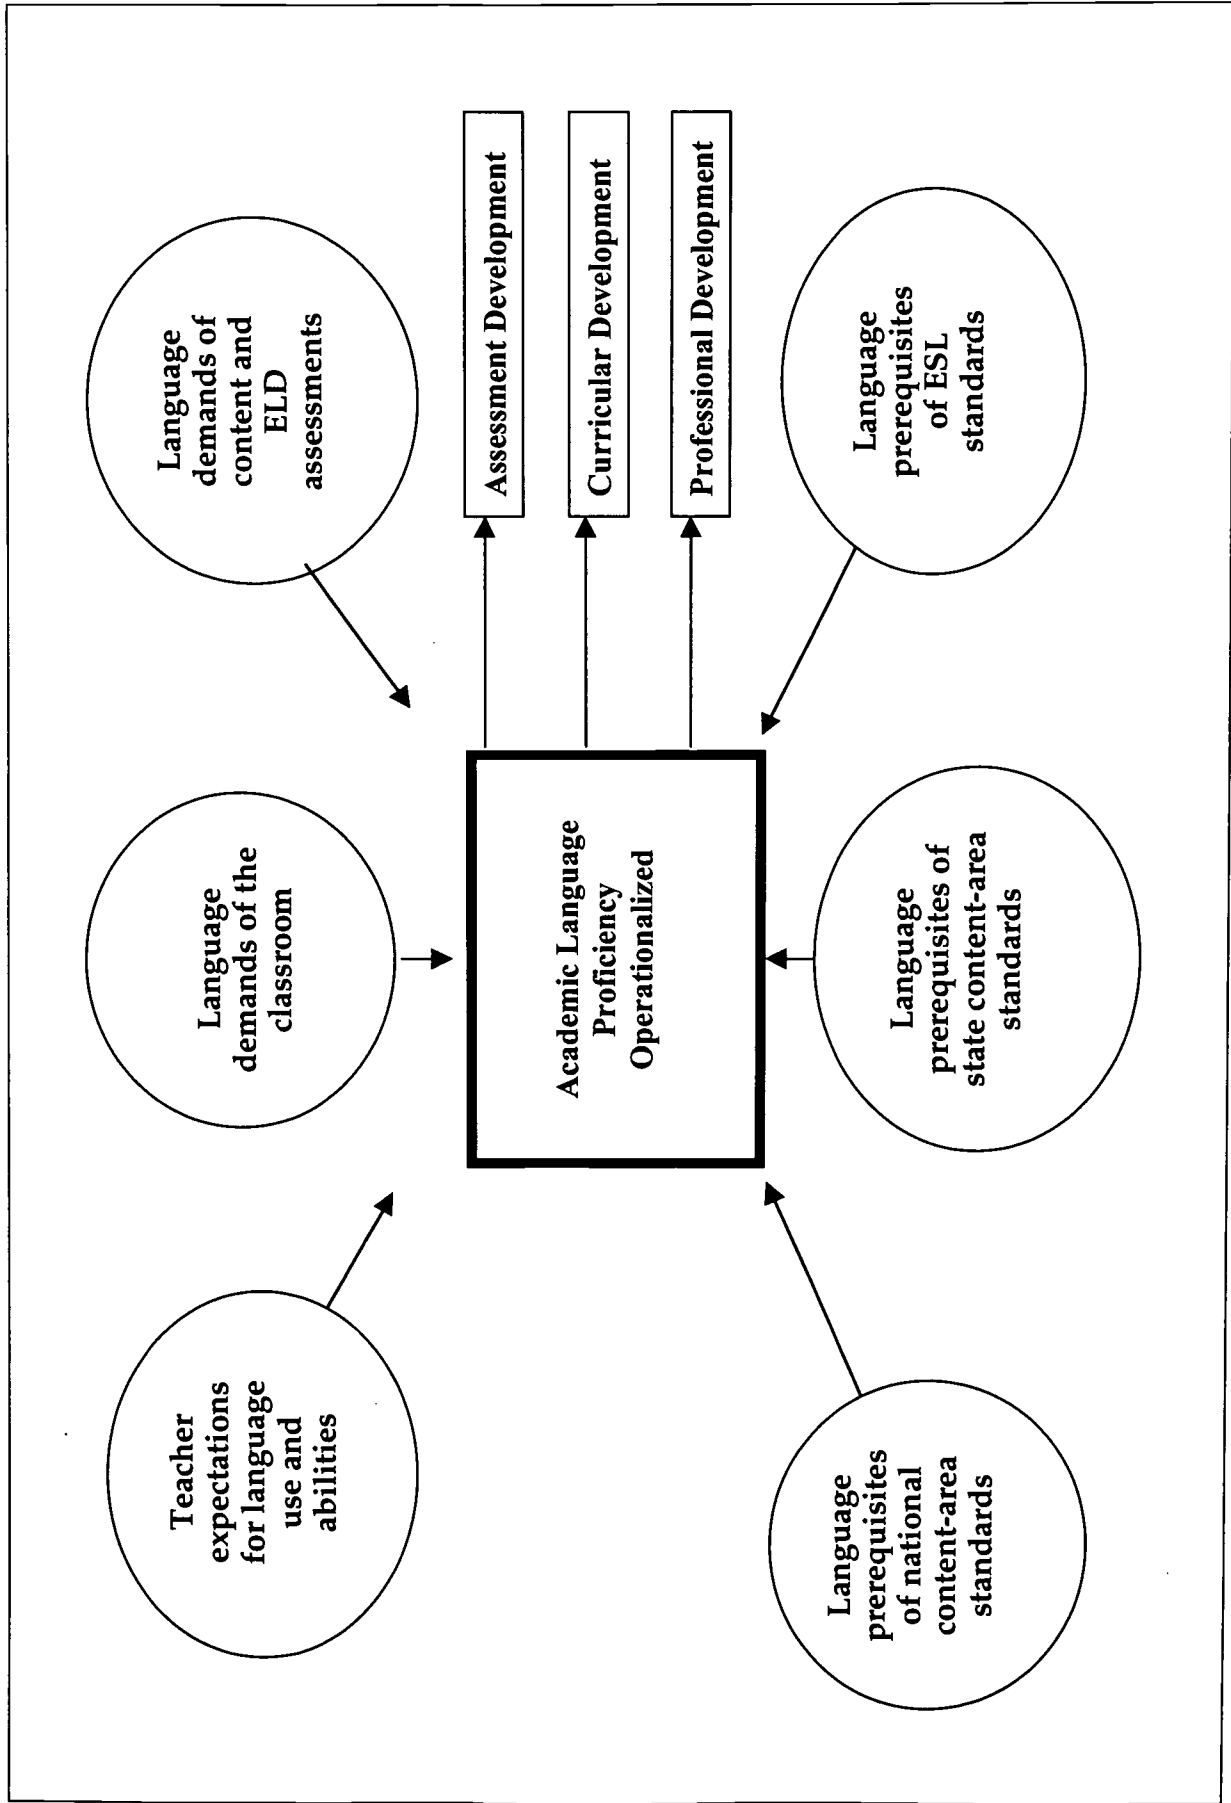 Teacher
expectations
for language
use and
abilities
Language
demands of the
classroom
Language
demands of
content and
ELD
assessments
Academic Language
Proficiency
Operationalized
Assessment Development
Curricular Development
Professional Development
Language
prerequisites
of national
content-area
standards
Language
prerequisites of
state content-area
standards
Language
prerequisites
of ESL
standards